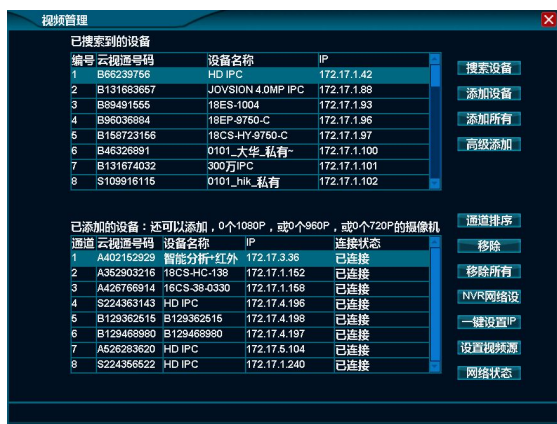 视频管理
已搜索到的设备
编号 云视通号码 设备名称 IP
1 B66239756 HD IPC 172.17.1.42
2 B131683657 JOVSION 4.0MP IPC 172.17.1.88
3 B89491555 18ES-1004 172.17.1.93
4 B96036884 18EP-9750-C 172.17.1.96
5 B158723156 18CS-HY-9750-C 172.17.1.97
6 B46326891 0101_大华_私有~ 172.17.1.100
7 B131674032 300万IPC 172.17.1.101
8 S109916115 0101_hik_私有 172.17.1.102
搜索设备
添加设备
添加所有
高级添加
已添加的设备：还可以添加，0个1080P，或0个960P，或0个720P的摄像机
通道 云视通号码 设备名称 IP 连接状态
1 A402152929 智能分析+红外 172.17.3.36 已连接
2 A352903216 18CS-HC-138 172.17.1.152 已连接
3 A426766914 16CS-38-0330 172.17.1.158 已连接
4 S224363143 HD IPC 172.17.4.196 已连接
5 B129362515 B129362515 172.17.4.198 已连接
6 B129468980 B129468980 172.17.4.197 已连接
7 A526283620 HD IPC 172.17.5.104 已连接
8 S224356522 HD IPC 172.17.1.240 已连接
通道排序
移除
移除所有
NVR网络设
一键设置IP
设置视频源
网络状态